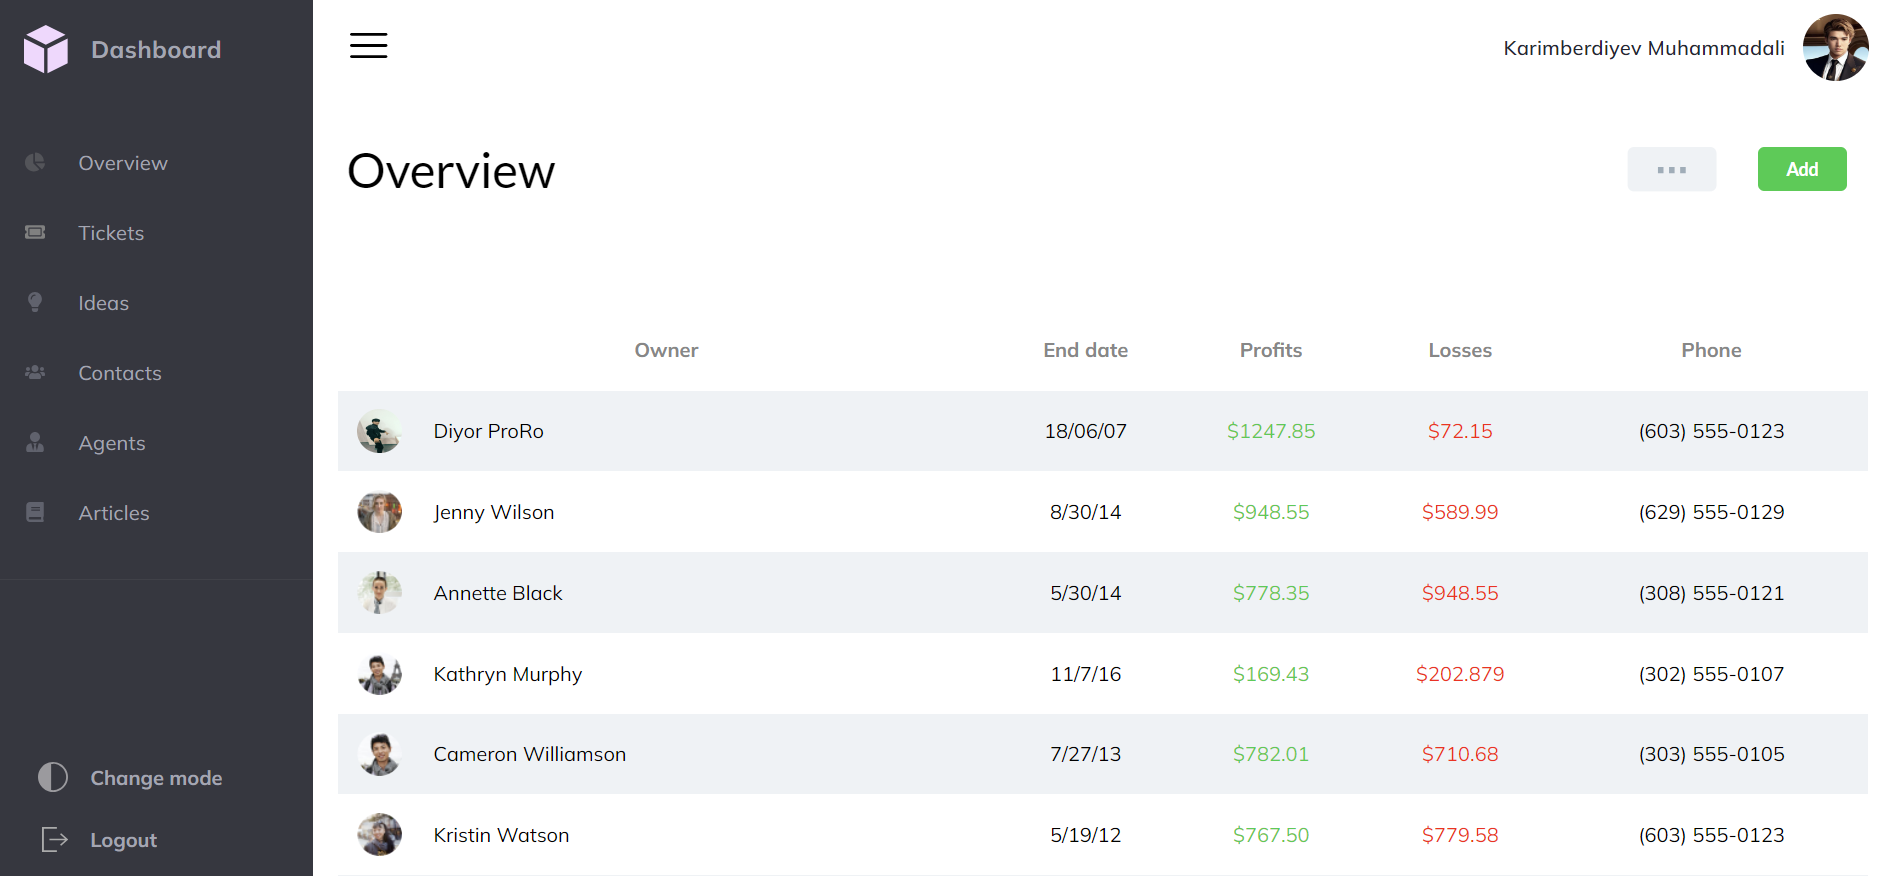 Dashboard
Karimberdiyev Muhammadali
Overview
Tickets
Ideas
Contacts
Agents
Articles
Change mode
Logout
Overview
Add
Owner End date Profits Losses Phone
Diyor ProRo 18/06/07 $1247.85 $72.15 (603) 555-0123
Jenny Wilson 8/30/14 $948.55 $589.99 (629) 555-0129
Annette Black 5/30/14 $778.35 $948.55 (308) 555-0121
Kathryn Murphy 11/7/16 $169.43 $202.879 (302) 555-0107
Cameron Williamson 7/27/13 $782.01 $710.68 (303) 555-0105
Kristin Watson 5/19/12 $767.50 $779.58 (603) 555-0123